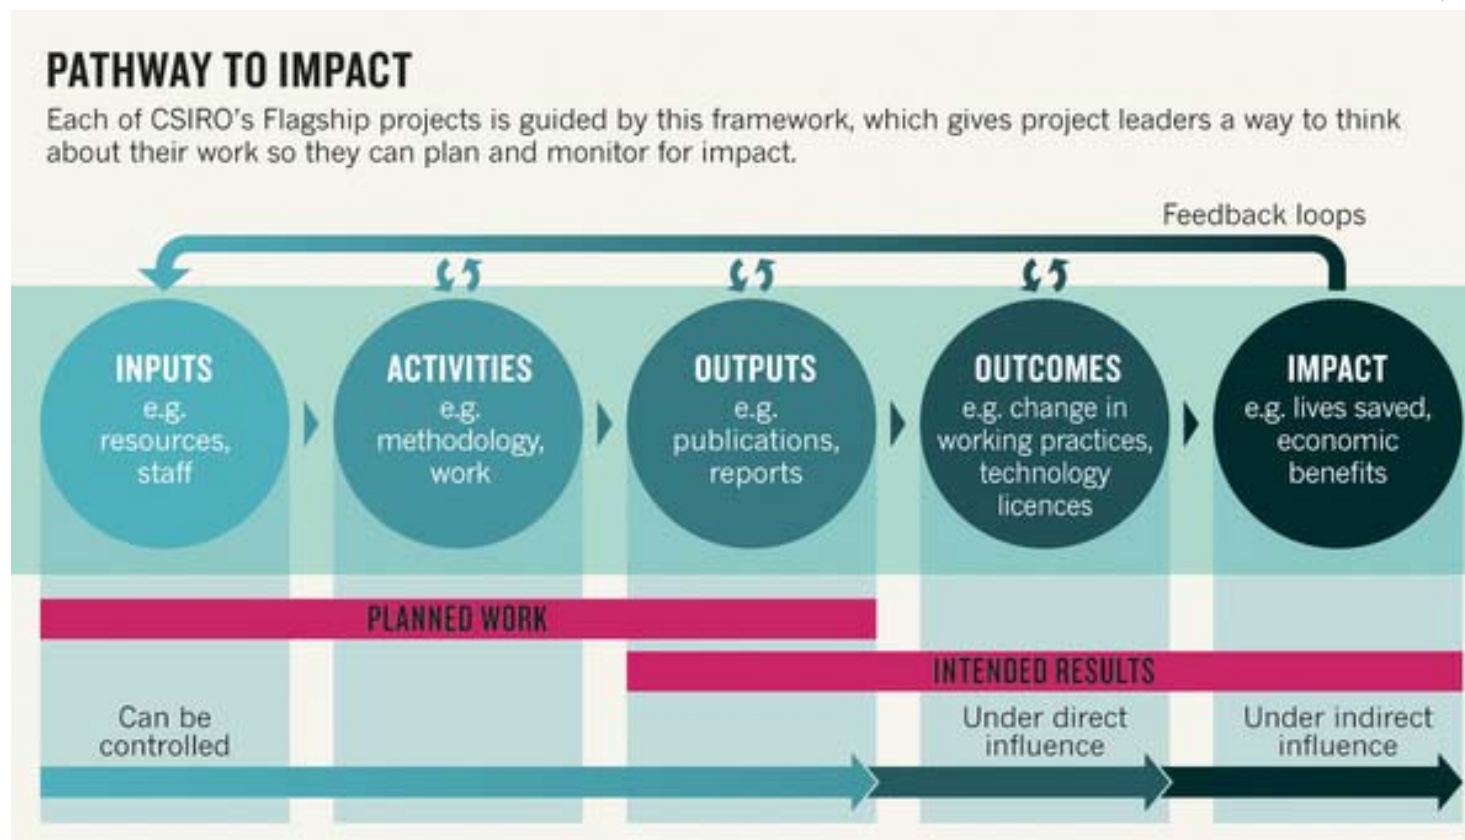 PATHWAY TO IMPACT
Each of CSIRO's Flagship projects is guided by this framework, which gives project leaders a way to think
about their work so they can plan and monitor for impact.
Feedback loops
INPUTS
e.g.
resources,
staff
ACTIVITIES
e.g.
methodology,
work
OUTPUTS
e.g.
publications,
reports
OUTCOMES
e.g. change in
working practices,
technology
licences
IMPACT
e.g. lives saved,
economic
benefits
PLANNED WORK
INTENDED RESULTS
Can be
controlled
Under direct
influence
Under indirect
influence